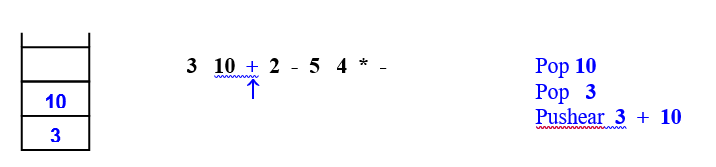 10
3
3 10 + 2 - 5 4 * -
↑
Pop 10
Pop 3
Pushear 3 + 10